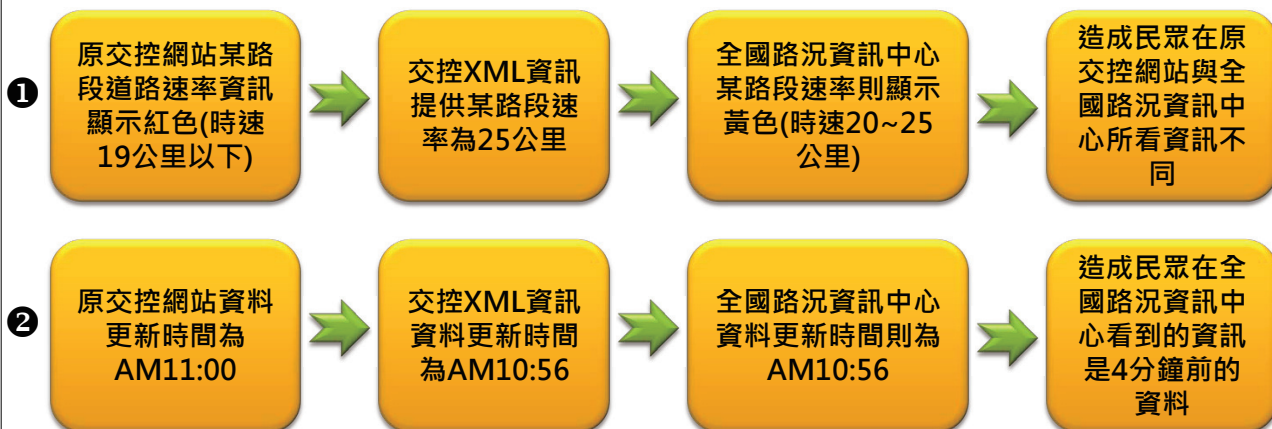 ❶
原交控網站某路
段道路速率資訊
顯示紅色(時速
19公里以下)
交控XML資訊
提供某路段速
率為25公里
全國路況資訊中心
某路段速率則顯示
黃色(時速20~25
公里)
造成民眾在原
交控網站與全
國路況資訊中
心所看資訊不
同
❷
原交控網站資料
更新時間為
AM11:00
交控XML資訊
資料更新時間
為AM10:56
全國路況資訊中心
資料更新時間則為
AM10:56
造成民眾在全
國路況資訊中
心看到的資訊
是4分鐘前的
資料